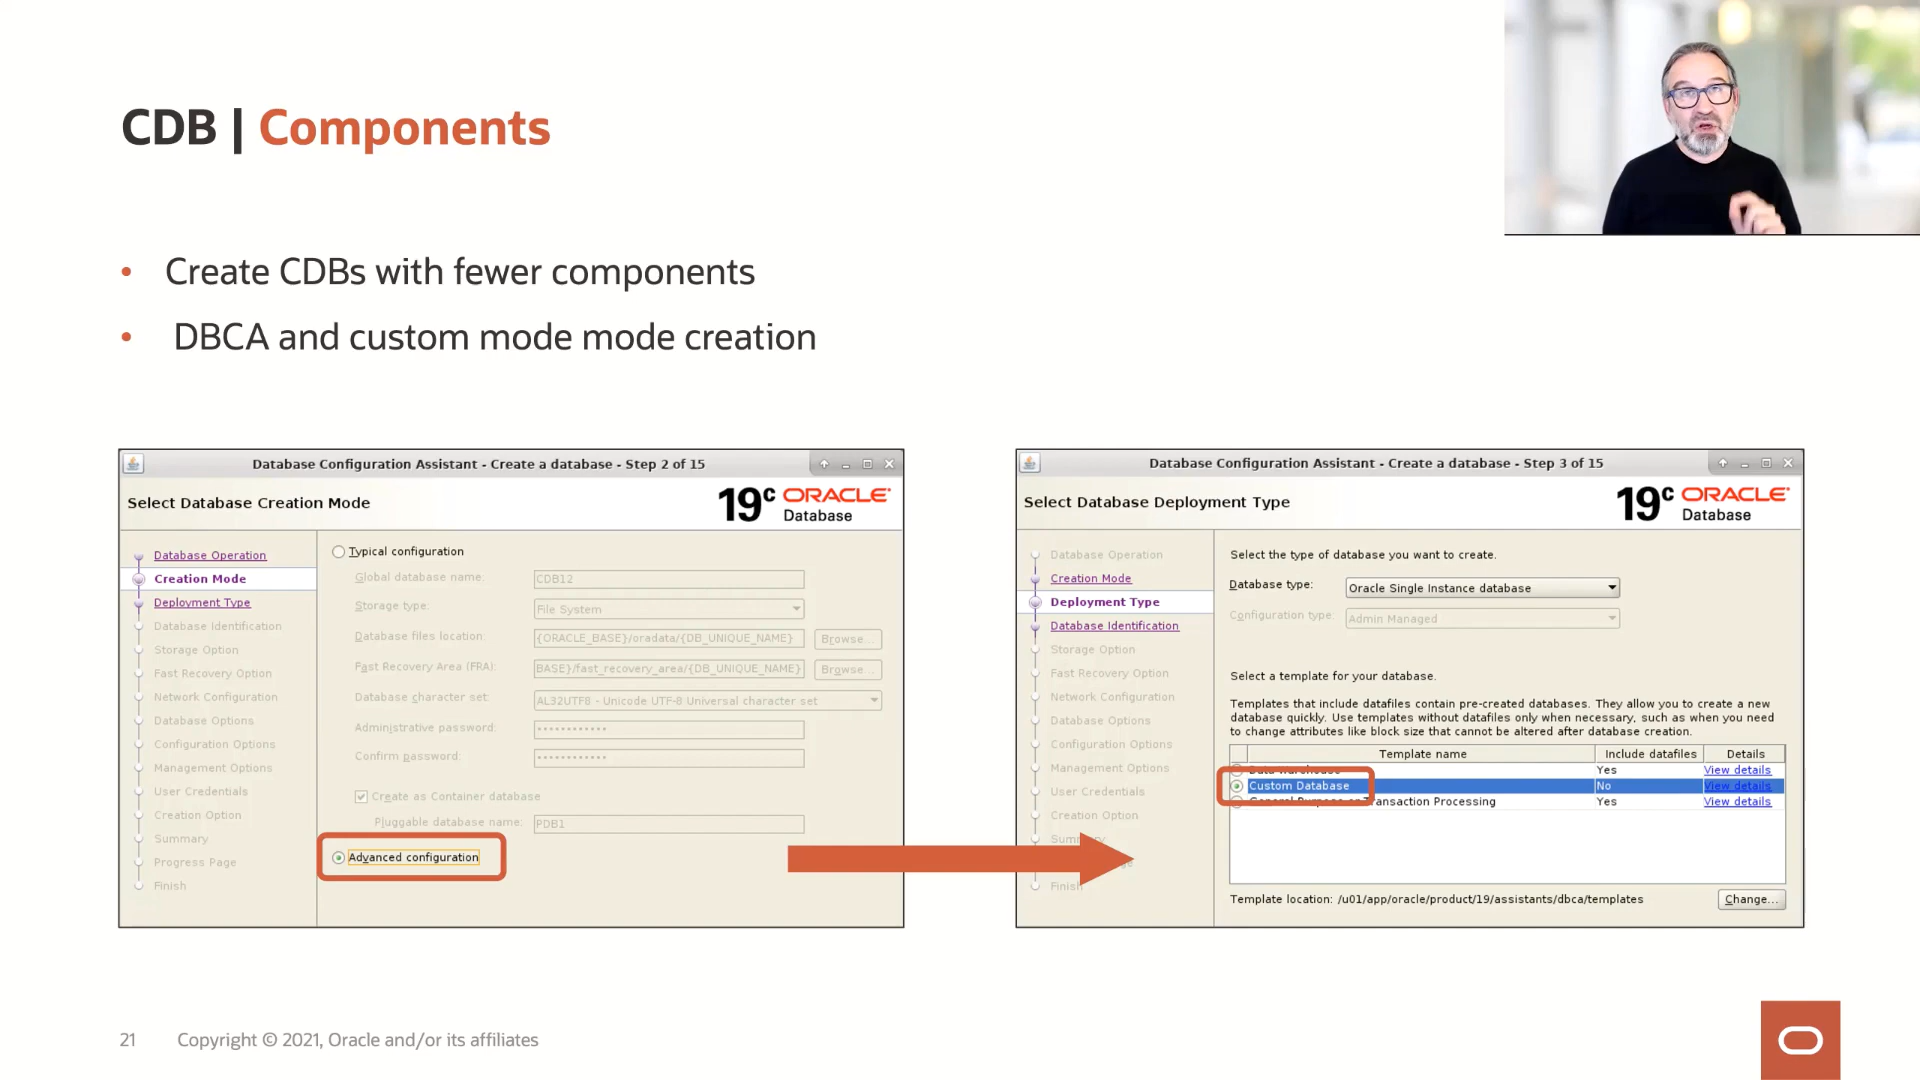 CDB | Components
• Create CDBs with fewer components
• DBCA and custom mode mode creation
Database Configuration Assistant - Create a database - Step 2 of 15
Select Database Creation Mode
19c ORACLE
Database
Database Operation
Creation Mode
Deployment Type
Database Identification
Storage Option
Fast Recovery Option
Network Configuration
Database Options
Configuration Options
Management Options
User Credentials
Creation Option
Summary
Progress Page
Finish
Typical configuration
Global database name: CDB12
Storage type: File System
Database files location: {ORACLE_BASE}/oradata/{DB_UNIQUE_NAME} Browse...
Fast Recovery Area (FRA): BASE}/fast_recovery_area/{DB_UNIQUE_NAME} Browse...
Database character set: AL32UTF8 - Unicode UTF-8 Universal character set
Administrative password: ************
Confirm password: ************
Create as Container database
Pluggable database name: PDB1
Advanced configuration
Database Configuration Assistant - Create a database - Step 3 of 15
Select Database Deployment Type
19c ORACLE
Database
Database Operation
Creation Mode
Deployment Type
Database Identification
Storage Option
Fast Recovery Option
Network Configuration
Database Options
Configuration Options
Management Options
User Credentials
Creation Option
Summary
Finish
Select the type of database you want to create.
Database type: Oracle Single Instance database
Configuration type: Admin Managed
Select a template for your database.
Templates that include datafiles contain pre-created databases. They allow you to create a new
database quickly. Use templates without datafiles only when necessary, such as when you need
to change attributes like block size that cannot be altered after database creation.
Template name Include datafiles Details
Data Warehouse Yes View details
Custom Database No View details
General Purpose or Transaction Processing Yes View details
Template location: /u01/app/oracle/product/19/assistants/dbca/templates Change...
21 Copyright © 2021, Oracle and/or its affiliates